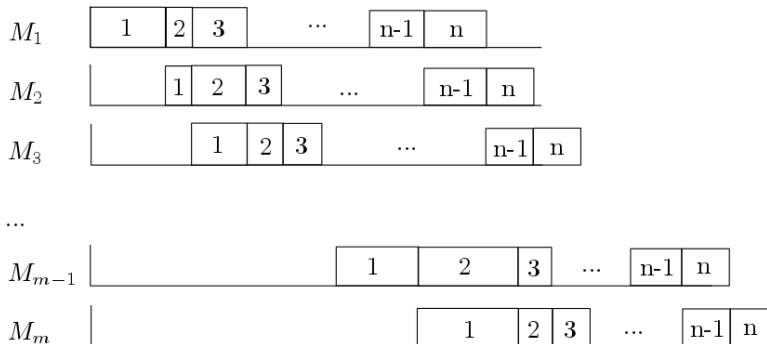 M₁ 1 2 3 ... n-1 n
M₂ 1 2 3 ... n-1 n
M₃ 1 2 3 ... n-1 n
...
Mₘ₋₁ 1 2 3 ... n-1 n
Mₘ 1 2 3 ... n-1 n